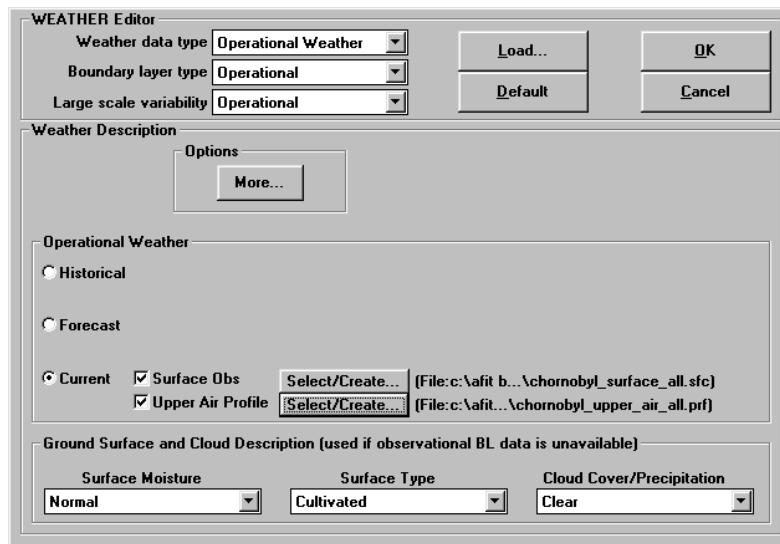 WEATHER Editor
Weather data type Operational Weather
Boundary layer type Operational
Large scale variability Operational
Load...
OK
Default
Cancel
Weather Description
Options
More...
Operational Weather
Historical
Forecast
Current Surface Obs Select/Create... (File:c:\afit b...\chornobyl_surface_all.sfc)
Upper Air Profile Select/Create... (File:c:\afit...\chornobyl_upper_air_all.prf)
Ground Surface and Cloud Description (used if observational BL data is unavailable)
Surface Moisture Surface Type Cloud Cover/Precipitation
Normal Cultivated Clear